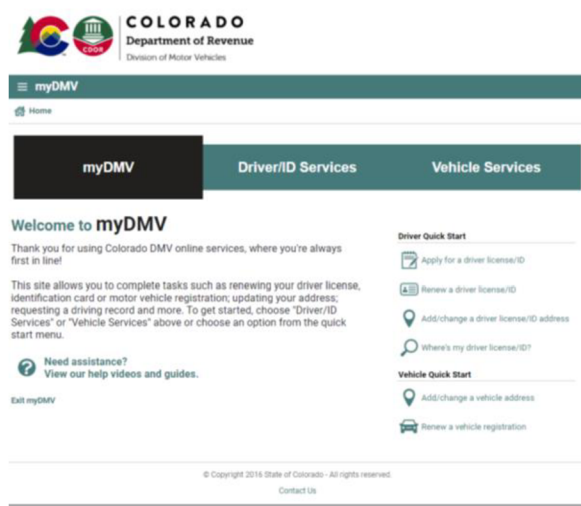 COLORADO
Department of Revenue
Division of Motor Vehicles
CDOR
myDMV
Home
myDMV
Driver/ID Services
Vehicle Services
Welcome to myDMV
Thank you for using Colorado DMV online services, where you're always
first in line!
This site allows you to complete tasks such as renewing your driver license,
identification card or motor vehicle registration; updating your address;
requesting a driving record and more. To get started, choose "Driver/ID
Services" or "Vehicle Services" above or choose an option from the quick
start menu.
Need assistance?
View our help videos and guides.
Exit myDMV
Driver Quick Start
Apply for a driver license/ID
Renew a driver license/ID
Add/change a driver license/ID address
Where's my driver license/ID?
Vehicle Quick Start
Add/change a vehicle address
Renew a vehicle registration
© Copyright 2016 State of Colorado - All rights reserved.
Contact Us